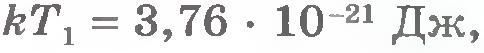 kT₁ = 3,76 · 10⁻²¹ Дж,